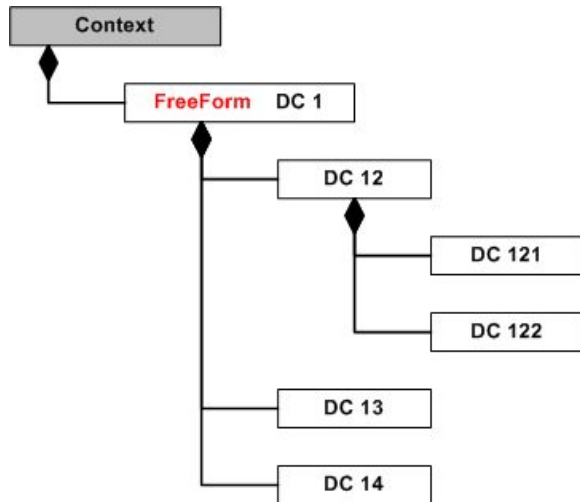 Context
FreeForm DC 1
DC 12
DC 121
DC 122
DC 13
DC 14